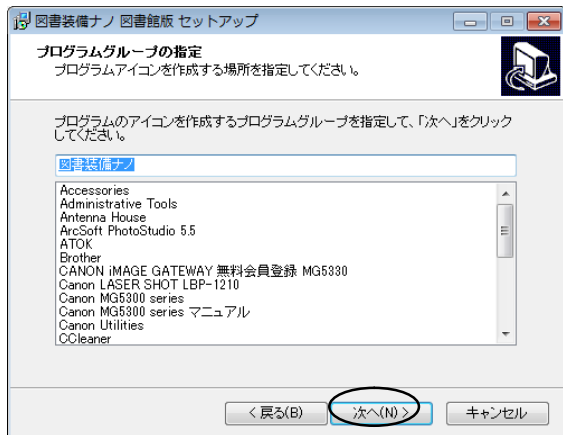 図書装備ナノ 図書館版 セットアップ
プログラムグループの指定
プログラムアイコンを作成する場所を指定してください。
プログラムのアイコンを作成するプログラムグループを指定して、「次へ」をクリック
してください。
図書装備ナノ
Accessories
Administrative Tools
Antenna House
ArcSoft PhotoStudio 5.5
ATOK
Brother
CANON iMAGE GATEWAY 無料会員登録 MG5330
Canon LASER SHOT LBP-1210
Canon MG5300 series
Canon MG5300 series マニュアル
Canon Utilities
CCleaner
< 戻る(B)
次へ(N) >
キャンセル